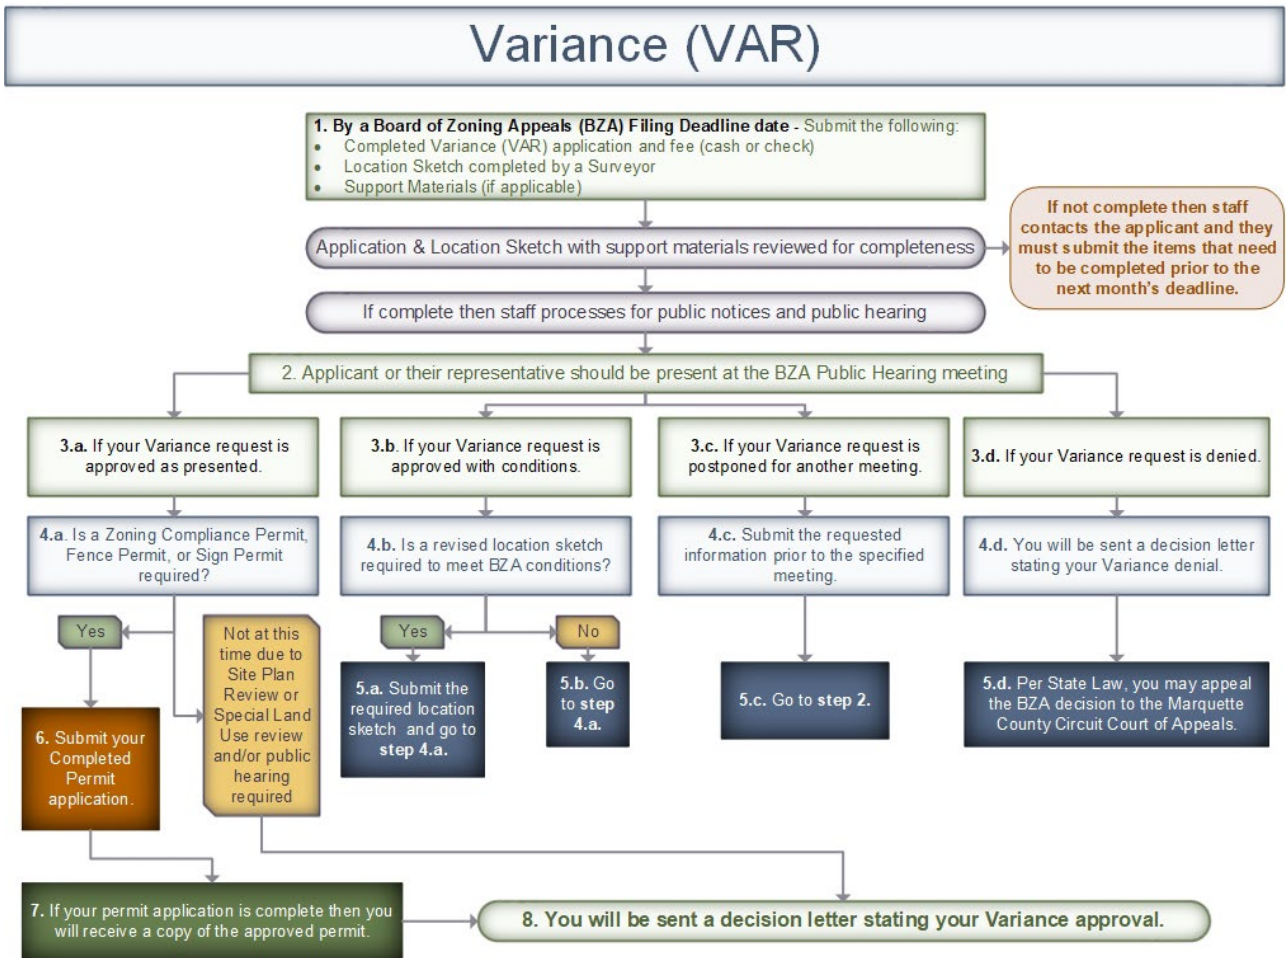 Variance (VAR)
1. By a Board of Zoning Appeals (BZA) Filing Deadline date - Submit the following:
• Completed Variance (VAR) application and fee (cash or check)
• Location Sketch completed by a Surveyor
• Support Materials (if applicable)
If not complete then staff
contacts the applicant and they
must submit the items that need
to be completed prior to the
next month's deadline.
Application & Location Sketch with support materials reviewed for completeness
If complete then staff processes for public notices and public hearing
2. Applicant or their representative should be present at the BZA Public Hearing meeting
3.a. If your Variance request is
approved as presented.
3.b. If your Variance request is
approved with conditions.
3.c. If your Variance request is
postponed for another meeting.
3.d. If your Variance request is denied.
4.a. Is a Zoning Compliance Permit,
Fence Permit, or Sign Permit
required?
4.b. Is a revised location sketch
required to meet BZA conditions?
4.c. Submit the requested
information prior to the specified
meeting.
4.d. You will be sent a decision letter
stating your Variance denial.
Yes
Not at this
time due to
Site Plan
Review or
Special Land
Use review
and/or public
hearing
required
Yes
No
5.a. Submit the
required location
sketch and go to
step 4.a.
5.b. Go
to step
4.a.
5.c. Go to step 2.
5.d. Per State Law, you may appeal
the BZA decision to the Marquette
County Circuit Court of Appeals.
6. Submit your
Completed
Permit
application.
7. If your permit application is complete then you
will receive a copy of the approved permit.
8. You will be sent a decision letter stating your Variance approval.